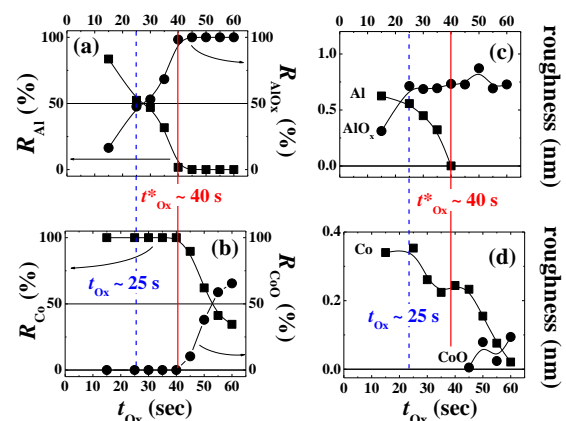 0 10 20 30 40 50 60
(a)
100
50
0
R_Al (%)
100
50
0
R_AlOx (%)
t*_Ox ~ 40 s
(b)
100
50
0
R_Co (%)
100
50
0
R_CoO (%)
t_Ox ~ 25 s
0 10 20 30 40 50 60
t_Ox (sec)
0 10 20 30 40 50 60
(c)
1.0
0.5
0.0
Al
AlO_x
roughness (nm)
t*_Ox ~ 40 s
(d)
0.4
0.2
0.0
Co
CoO
t_Ox ~ 25 s
roughness (nm)
0 10 20 30 40 50 60
t_Ox (sec)